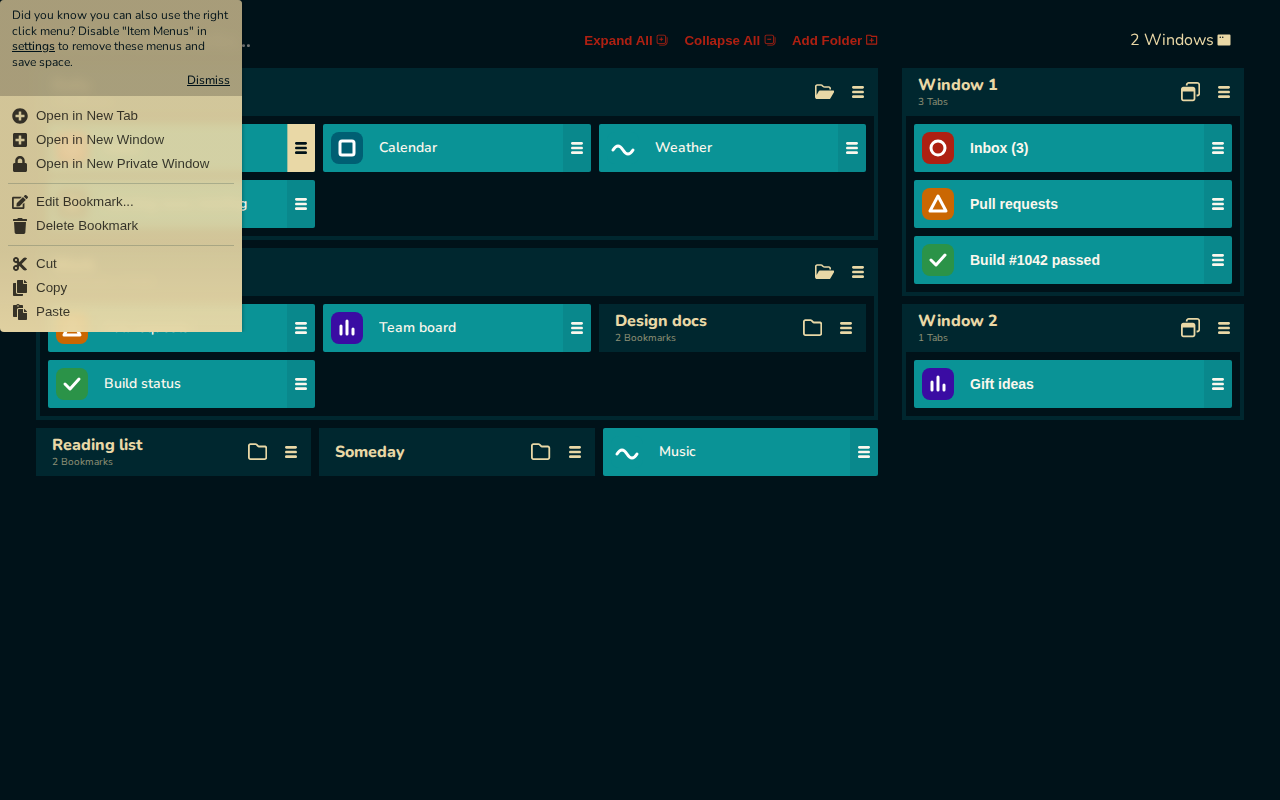 Did you know you can also use the right
click menu? Disable "Item Menus" in
settings to remove these menus and
save space.
Dismiss
Open in New Tab
Open in New Window
Open in New Private Window
Edit Bookmark...
Delete Bookmark
Cut
Copy
Paste
Expand All
Collapse All
Add Folder
Calendar
Weather
Team board
Design docs
2 Bookmarks
Build status
Reading list
2 Bookmarks
Someday
Music
2 Windows
Window 1
3 Tabs
Inbox (3)
Pull requests
Build #1042 passed
Window 2
1 Tabs
Gift ideas